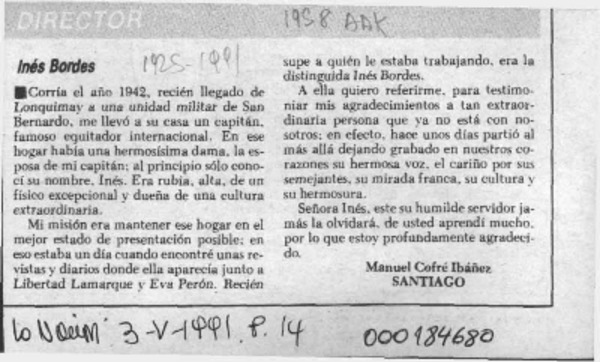 DIRECTOR
1958 AAK
Inés Bordes
1925-1991
■Corría el año 1942, recién llegado de
Lonquimay a una unidad militar de San
Bernardo, me llevó a su casa un capitán,
famoso equitador internacional. En ese
hogar había una hermosísima dama, la es-
posa de mi capitán; al principio sólo cono-
cí su nombre, Inés. Era rubia, alta, de un
físico excepcional y dueña de una cultura
extraordinaria.
Mi misión era mantener ese hogar en el
mejor estado de presentación posible; en
eso estaba un día cuando encontré unas re-
vistas y diarios donde ella aparecía junto a
Libertad Lamarque y Eva Perón. Recién
supe a quién le estaba trabajando, era la
distinguida Inés Bordes.
A ella quiero referirme, para testimo-
niar mis agradecimientos a tan extraor-
dinaria persona que ya no está con no-
sotros; en efecto, hace unos días partió al
más allá dejando grabado en nuestros co-
razones su hermosa voz, el cariño por sus
semejantes, su mirada franca, su cultura y
su hermosura.
Señora Inés, este su humilde servidor ja-
más la olvidará, de usted aprendí mucho,
por lo que estoy profundamente agradeci-
do.
Manuel Cofré Ibáñez
SANTIAGO
3-V-1991. P. 14
000184680